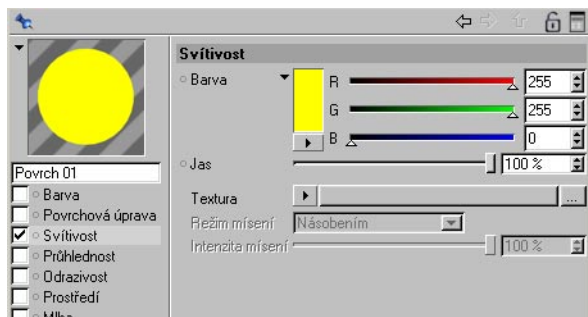 Svítivost
Barva
R 255
G 255
B 0
Jas 100 %
Textura ...
Režim mísení Násobením
Intenzita mísení 100 %
Povrch 01
Barva
Povrchová úprava
Svítivost
Průhlednost
Odrazivost
Prostředí
Mlha